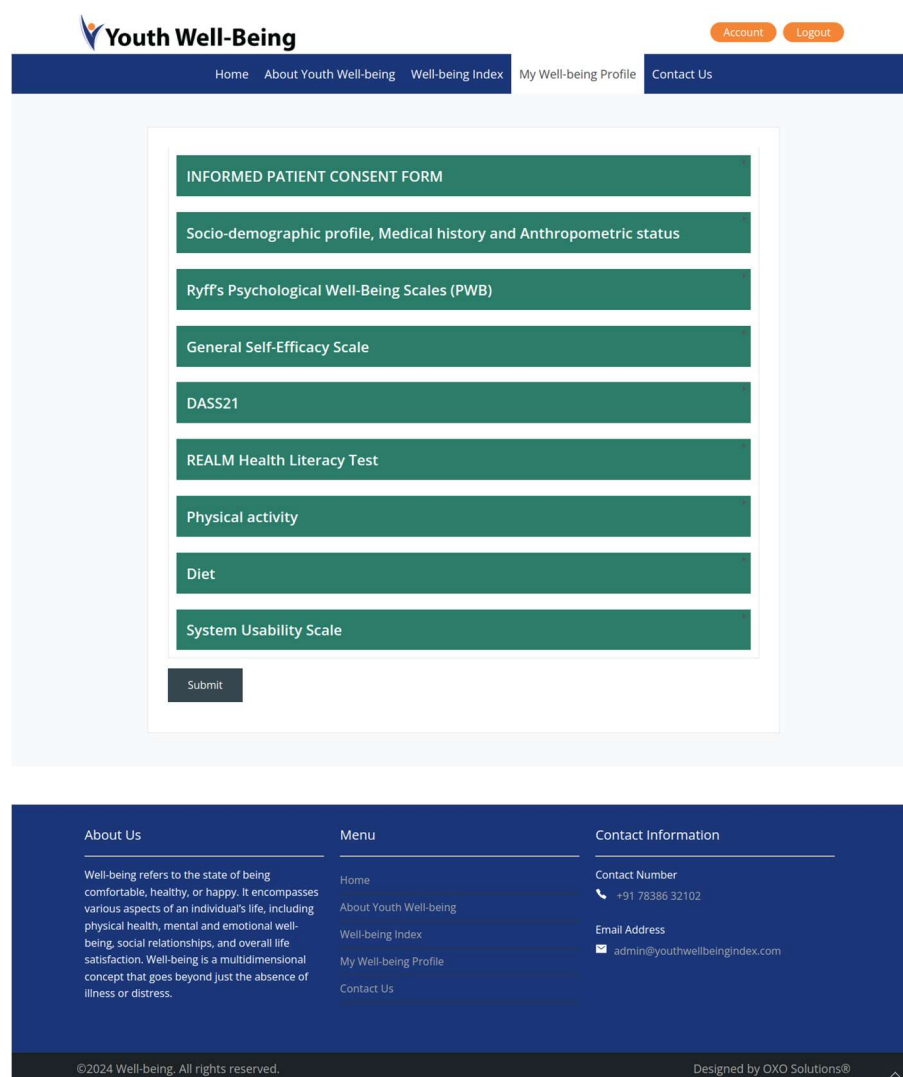 Youth Well-Being
Account Logout
Home About Youth Well-being Well-being Index My Well-being Profile Contact Us
INFORMED PATIENT CONSENT FORM
Socio-demographic profile, Medical history and Anthropometric status
Ryff's Psychological Well-Being Scales (PWB)
General Self-Efficacy Scale
DASS21
REALM Health Literacy Test
Physical activity
Diet
System Usability Scale
Submit
About Us
Well-being refers to the state of being
comfortable, healthy, or happy. It encompasses
various aspects of an individual's life, including
physical health, mental and emotional well-
being, social relationships, and overall life
satisfaction. Well-being is a multidimensional
concept that goes beyond just the absence of
illness or distress.
Menu
Home
About Youth Well-being
Well-being Index
My Well-being Profile
Contact Us
Contact Information
Contact Number
+91 78386 32102
Email Address
admin@youthwellbeingindex.com
©2024 Well-being. All rights reserved.
Designed by OXO Solutions®